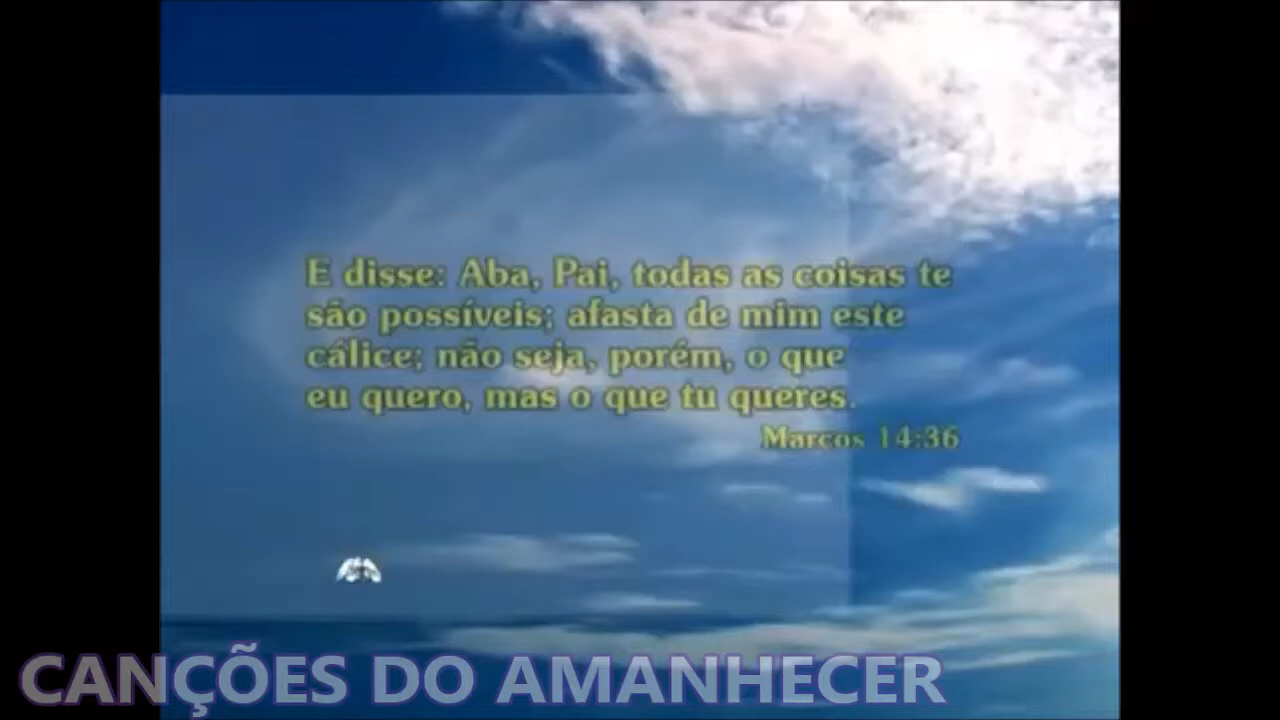 E disse: Aba, Pai, todas as coisas te
são possíveis; afasta de mim este
cálice; não seja, porém, o que
eu quero, mas o que tu queres.
Marcos 14:36
CANÇÕES DO AMANHECER